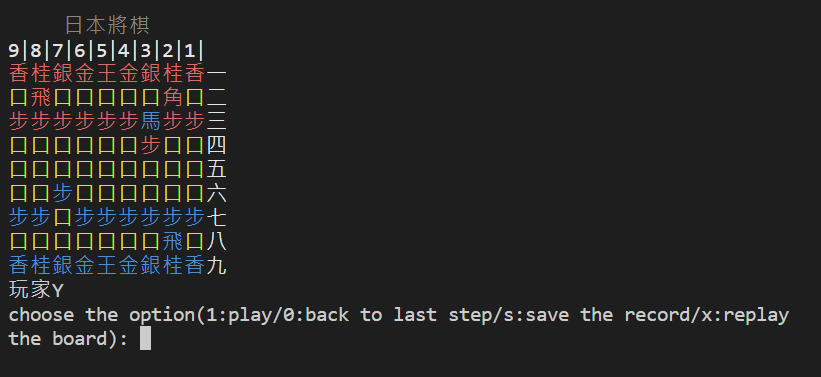 日本將棋
9|8|7|6|5|4|3|2|1|
香桂銀金王金銀桂香一
口飛口口口口口角口二
步步步步步步馬步步三
口口口口口口步口口四
口口口口口口口口口五
口口步口口口口口口六
步步口步步步步步步七
口口口口口口口飛口八
香桂銀金王金銀桂香九
玩家Y
choose the option(1:play/0:back to last step/s:save the record/x:replay
the board):